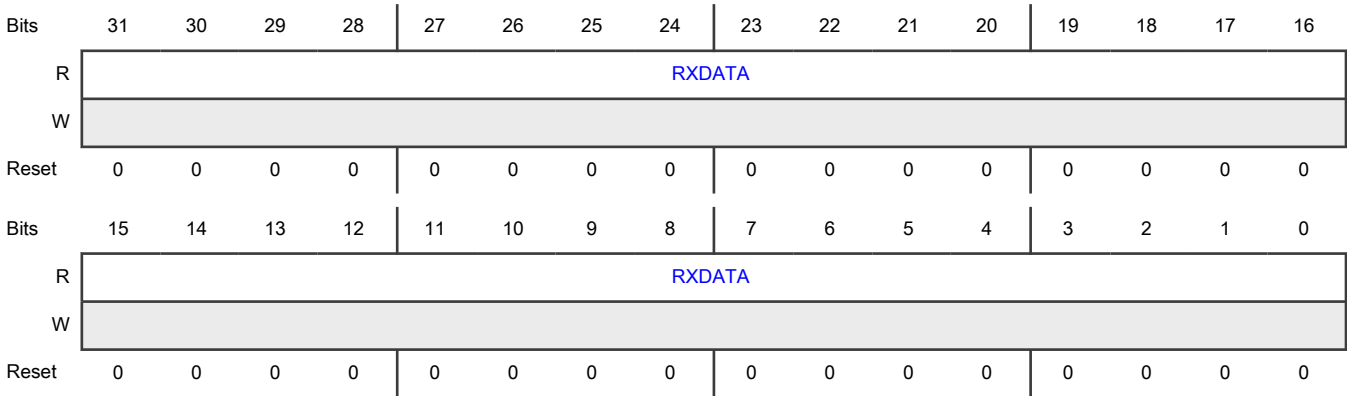 Bits 31 30 29 28 27 26 25 24 23 22 21 20 19 18 17 16
R RXDATA
W
Reset 0 0 0 0 0 0 0 0 0 0 0 0 0 0 0 0
Bits 15 14 13 12 11 10 9 8 7 6 5 4 3 2 1 0
R RXDATA
W
Reset 0 0 0 0 0 0 0 0 0 0 0 0 0 0 0 0